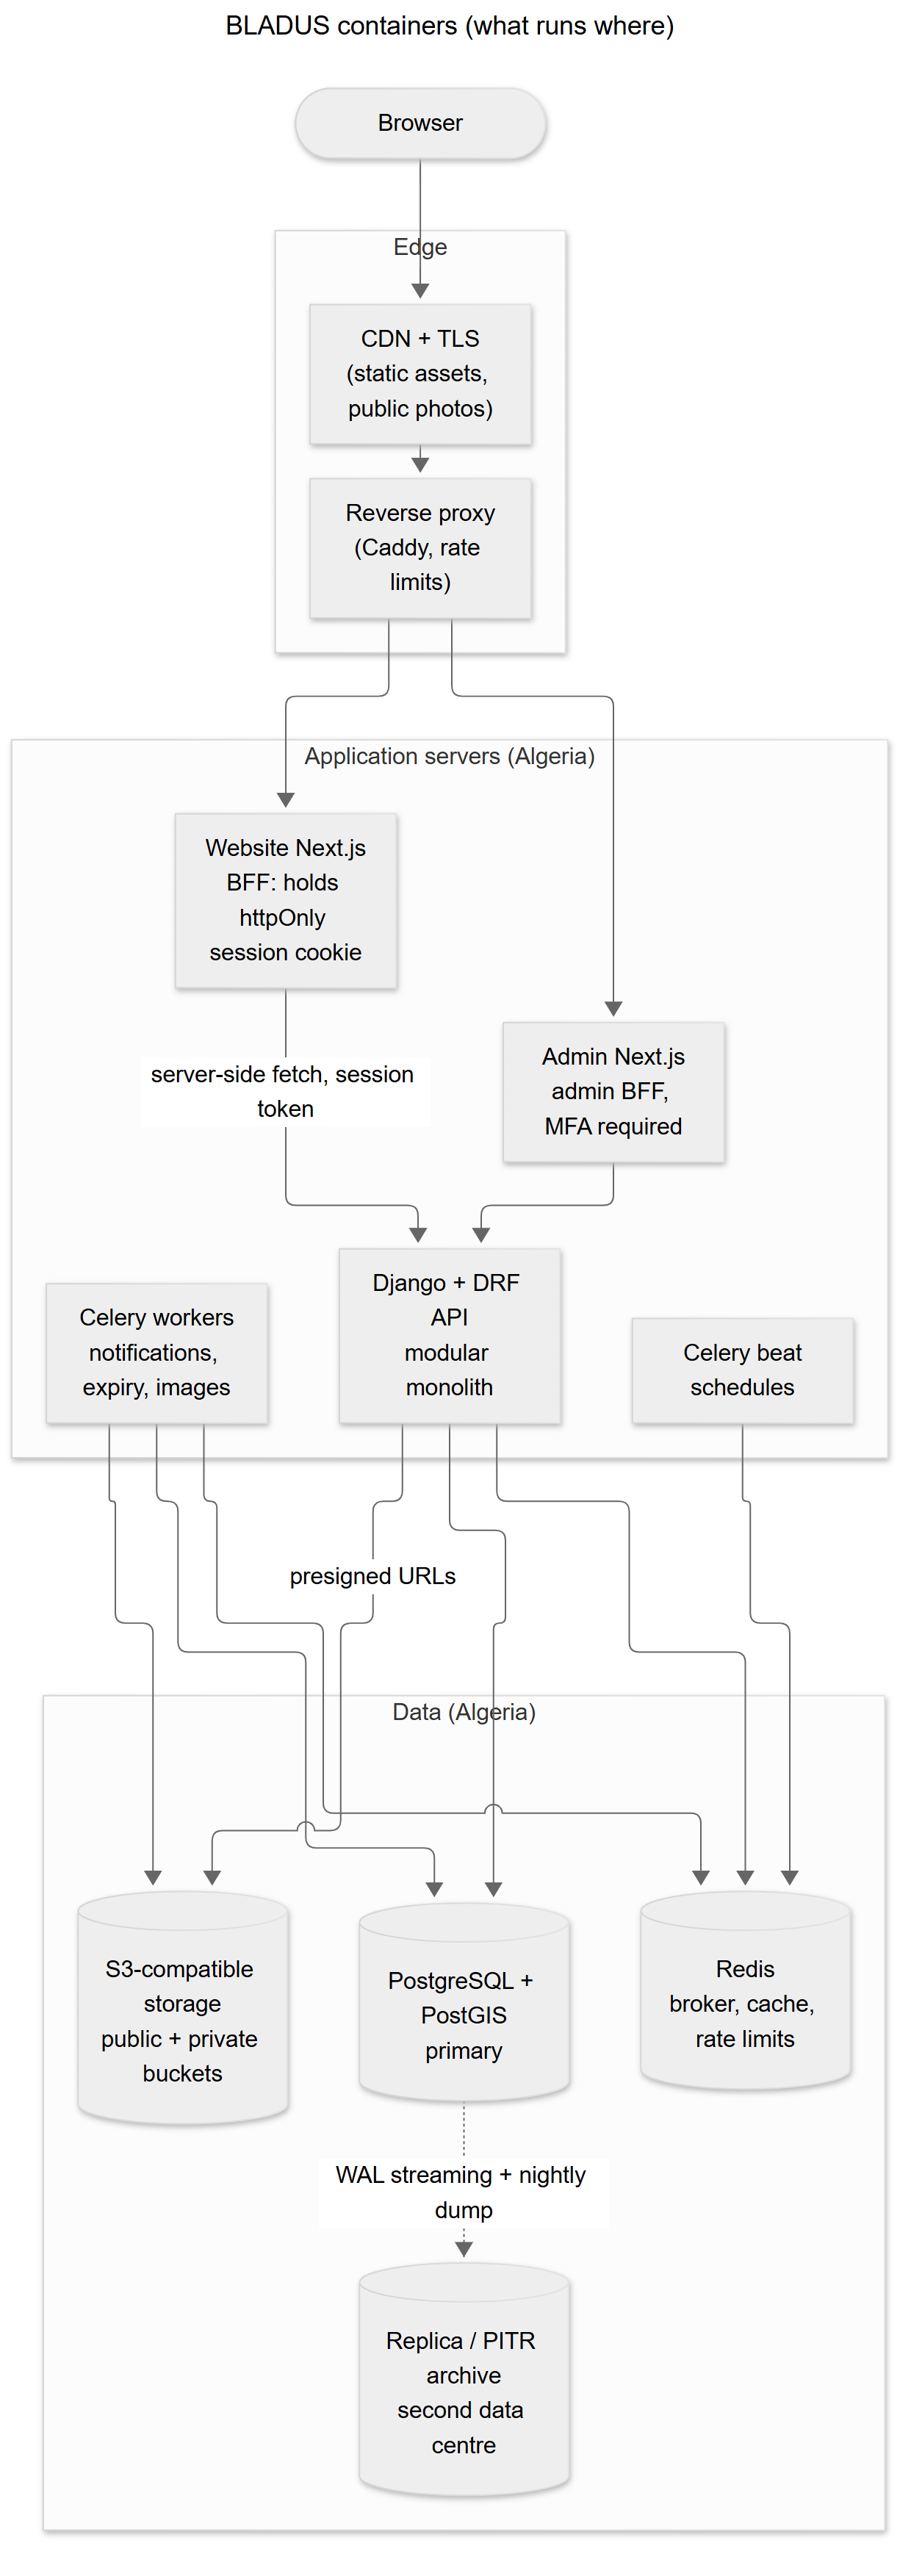 BLADUS containers (what runs where)
Browser
Edge
CDN + TLS
(static assets,
public photos)
Reverse proxy
(Caddy, rate
limits)
Application servers (Algeria)
Website Next.js
BFF: holds
httpOnly
session cookie
server-side fetch, session
token
Admin Next.js
admin BFF,
MFA required
Celery workers
notifications,
expiry, images
Django + DRF
API
modular
monolith
Celery beat
schedules
presigned URLs
Data (Algeria)
S3-compatible
storage
public + private
buckets
PostgreSQL +
PostGIS
primary
Redis
broker, cache,
rate limits
WAL streaming + nightly
dump
Replica / PITR
archive
second data
centre